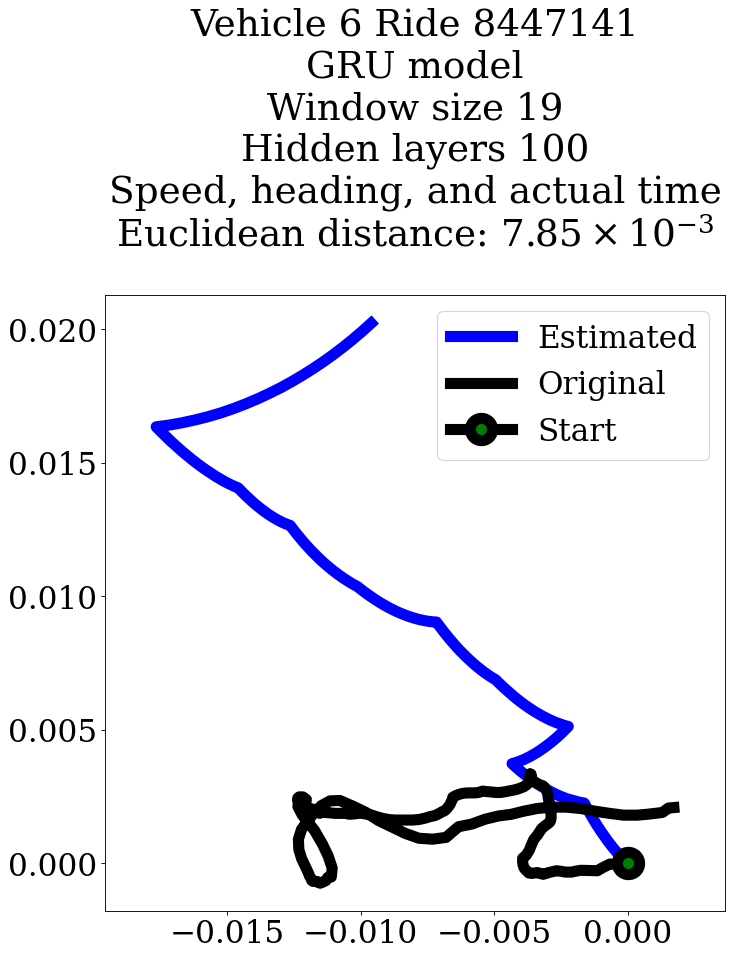 Vehicle 6 Ride 8447141
GRU model
Window size 19
Hidden layers 100
Speed, heading, and actual time
Euclidean distance: 7.85 × 10⁻³
Estimated
Original
Start
0.020
0.015
0.010
0.005
0.000
−0.015 −0.010 −0.005 0.000